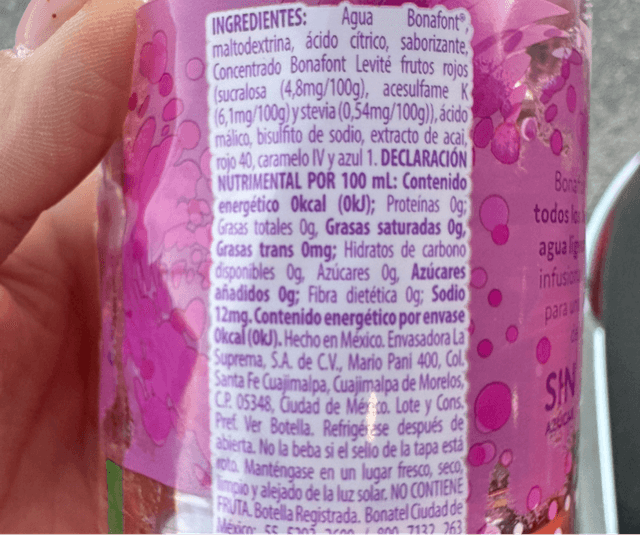 INGREDIENTES: Agua Bonafont®,
maltodextrina, ácido cítrico, saborizante,
Concentrado Bonafont Levité frutos rojos
(sucralosa (4,8mg/100g), acesulfame K
(6,1mg/100g) y stevia (0,54mg/100g)), ácido
málico, bisulfito de sodio, extracto de acai,
rojo 40, caramelo IV y azul 1. DECLARACIÓN
NUTRIMENTAL POR 100 mL: Contenido
energético 0kcal (0kJ); Proteínas 0g;
Grasas totales 0g, Grasas saturadas 0g,
Grasas trans 0mg; Hidratos de carbono
disponibles 0g, Azúcares 0g, Azúcares
añadidos 0g; Fibra dietética 0g; Sodio
12mg. Contenido energético por envase
0kcal (0kJ). Hecho en México. Envasadora La
Suprema, S.A. de C.V., Mario Pani 400, Col.
Santa Fe Cuajimalpa, Cuajimalpa de Morelos,
C.P. 05348, Ciudad de México. Lote y Cons.
Pref. Ver Botella. Refrigérese después de
abierta. No la beba si el sello de la tapa está
roto. Manténgase en un lugar fresco, seco,
limpio y alejado de la luz solar. NO CONTIENE
FRUTA. Botella Registrada. Bonatel Ciudad de
México: 55 7132 263
todos
agua
para
SIN